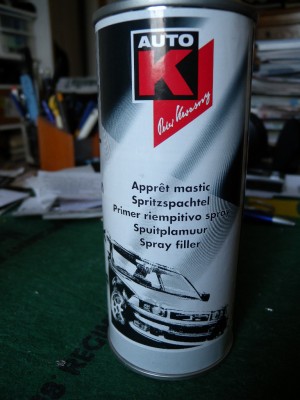 AUTO
K
Apprêt mastic
Spritzspachtel
Primer riempitivo spray
Spuitplamuur
Spray filler